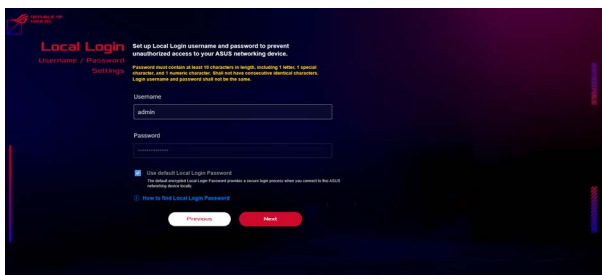 REPUBLIC OF
GAMERS
Local Login
Username / Password
Settings
Set up Local Login username and password to prevent
unauthorized access to your ASUS networking device.
Password must contain at least 10 characters in length, including 1 letter, 1 special
character, and 1 numeric character. Shall not have consecutive identical characters.
Login username and password shall not be the same.
Username
admin
Password
Use default Local Login Password
The default encrypted Local Login Password provides a secure login process when you connect to this ASUS
networking device locally.
How to find Local Login Password
Previous
Next